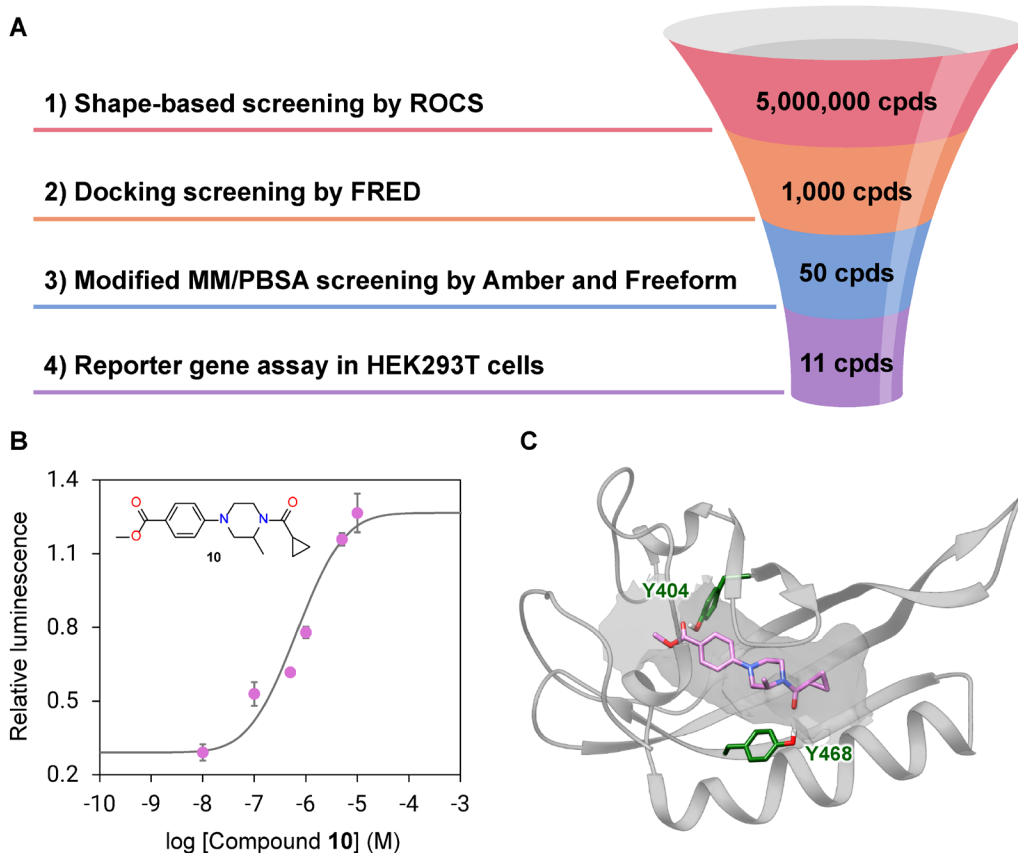 A
1) Shape-based screening by ROCS
5,000,000 cpds
2) Docking screening by FRED
1,000 cpds
3) Modified MM/PBSA screening by Amber and Freeform
50 cpds
4) Reporter gene assay in HEK293T cells
11 cpds
B
Relative luminescence
1.4
1.1
0.8
0.5
0.2
O
O
N
N
O
10
-10
-9
-8
-7
-6
-5
-4
-3
log [Compound 10] (M)
C
Y404
Y468